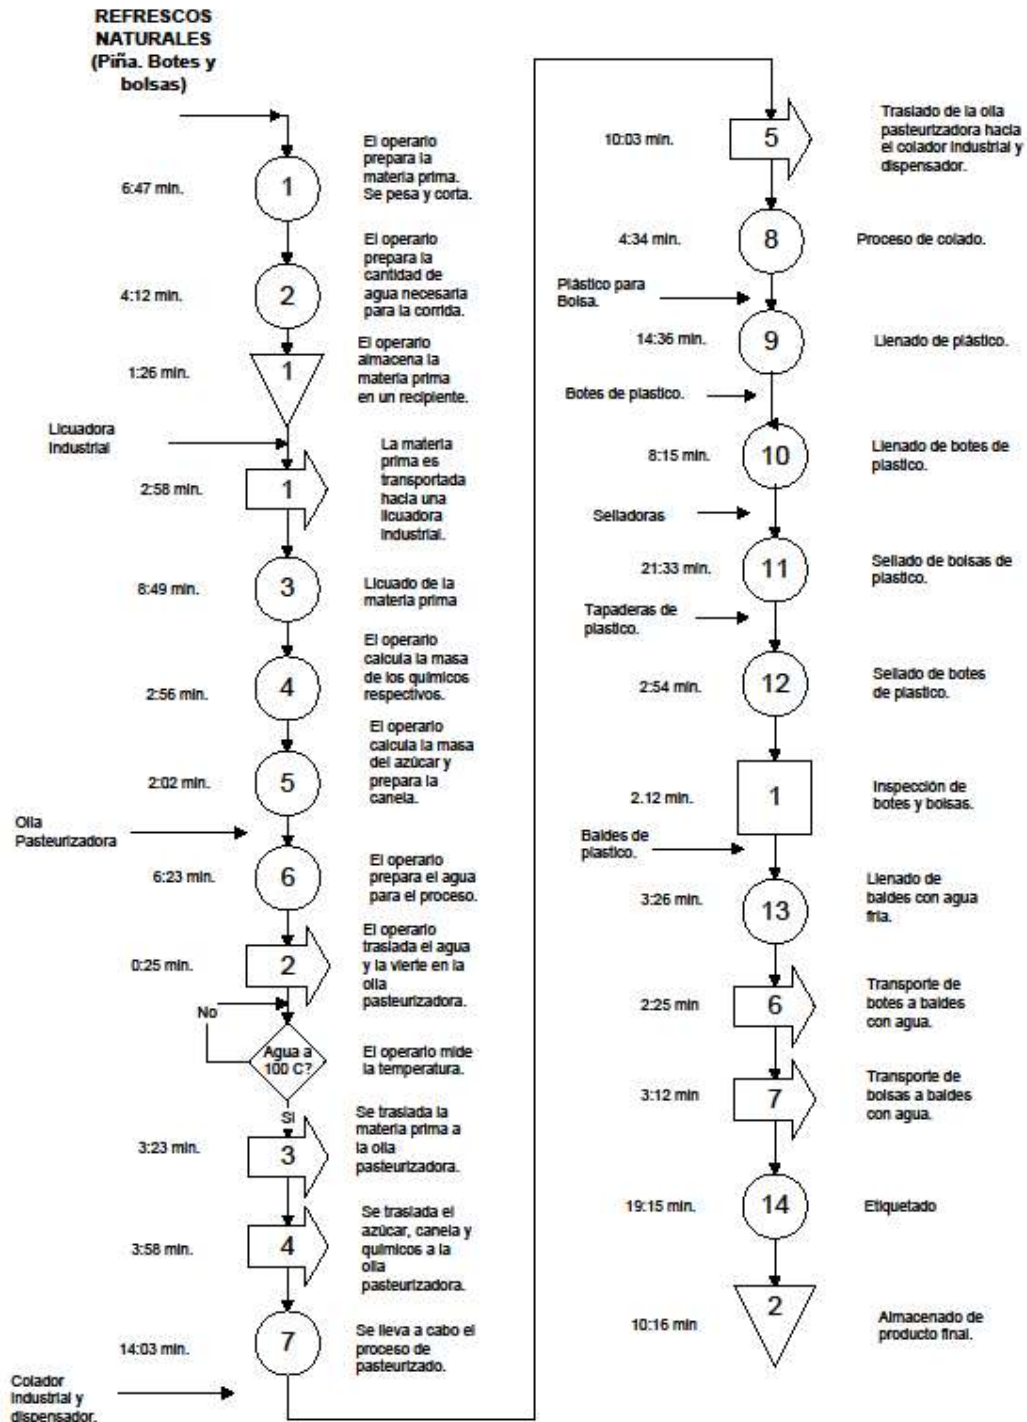 REFRESCOS
NATURALES
(Piña. Botes y
bolsas)
6:47 min.
1
El operario
prepara la
materia prima.
Se pesa y corta.
4:12 min.
2
El operario
prepara la
cantidad de
agua necesaria
para la corrida.
1:26 min.
1
El operario
almacena la
materia prima
en un recipiente.
Licuadora
Industrial
2:58 min.
1
La materia
prima es
transportada
hacia una
licuadora
industrial.
8:49 min.
3
Licuado de la
materia prima
2:56 min.
4
El operario
calcula la masa
de los químicos
respectivos.
2:02 min.
5
El operario
calcula la masa
del azúcar y
prepara la
canela.
Olla
Pasteurizadora
6:23 min.
6
El operario
prepara el agua
para el proceso.
0:25 min.
2
El operario
traslada el agua
y la vierte en la
olla
pasteurizadora.
No
Agua a
100 C?
El operario mide
la temperatura.
Si
3:23 min.
3
Se traslada la
materia prima a
la olla
pasteurizadora.
3:58 min.
4
Se traslada el
azúcar, canela y
químicos a la
olla
pasteurizadora.
14:03 min.
7
Se lleva a cabo el
proceso de
pasteurizado.
Colador
industrial y
dispensador.
10:03 min.
5
Traslado de la olla
pasteurizadora hacia
el colador industrial y
dispensador.
4:34 min.
8
Proceso de colado.
Plástico para
Bolsa.
14:36 min.
9
Llenado de plástico.
Botes de plastico.
8:15 min.
10
Llenado de botes de
plastico.
Selladoras
21:33 min.
11
Sellado de bolsas de
plastico.
Tapaderas de
plastico.
2:54 min.
12
Sellado de botes
de plastico.
2.12 min.
1
Inspección de
botes y bolsas.
Baldes de
plastico.
3:26 min.
13
Llenado de
baldes con agua
fria.
2:25 min
6
Transporte de
botes a baldes
con agua.
3:12 min
7
Transporte de
bolsas a baldes
con agua.
19:15 min.
14
Etiquetado
10:16 min
2
Almacenado de
producto final.